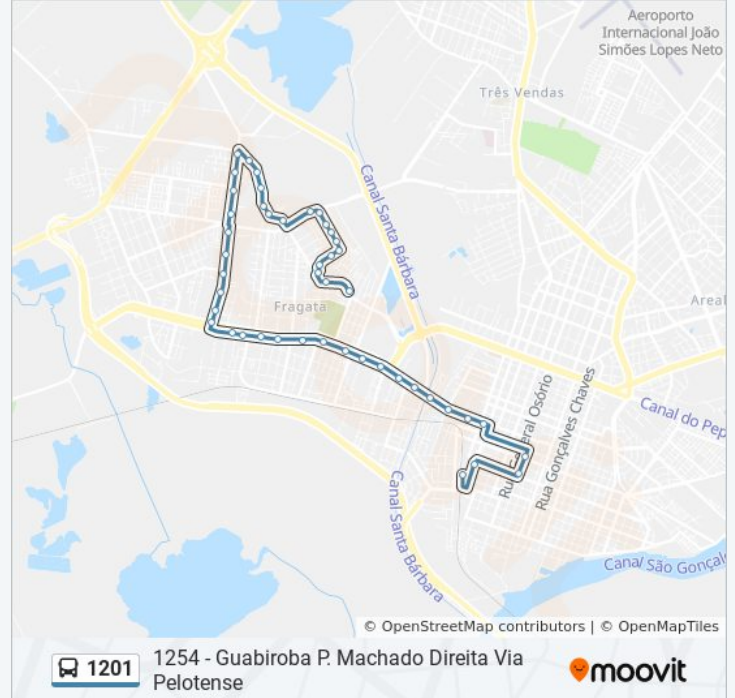 Aeroporto
Internacional João
Simões Lopes Neto
Três Vendas
Canal Santa Bárbara
Fragata
Areal
Rua General Osório
Rua Gonçalves Chaves
Canal do Pep
Canal Santa Bárbara
Canal São Gonçal
© OpenStreetMap contributors | © OpenMapTiles
1201
1254 - Guabiroba P. Machado Direita Via
Pelotense
moovit